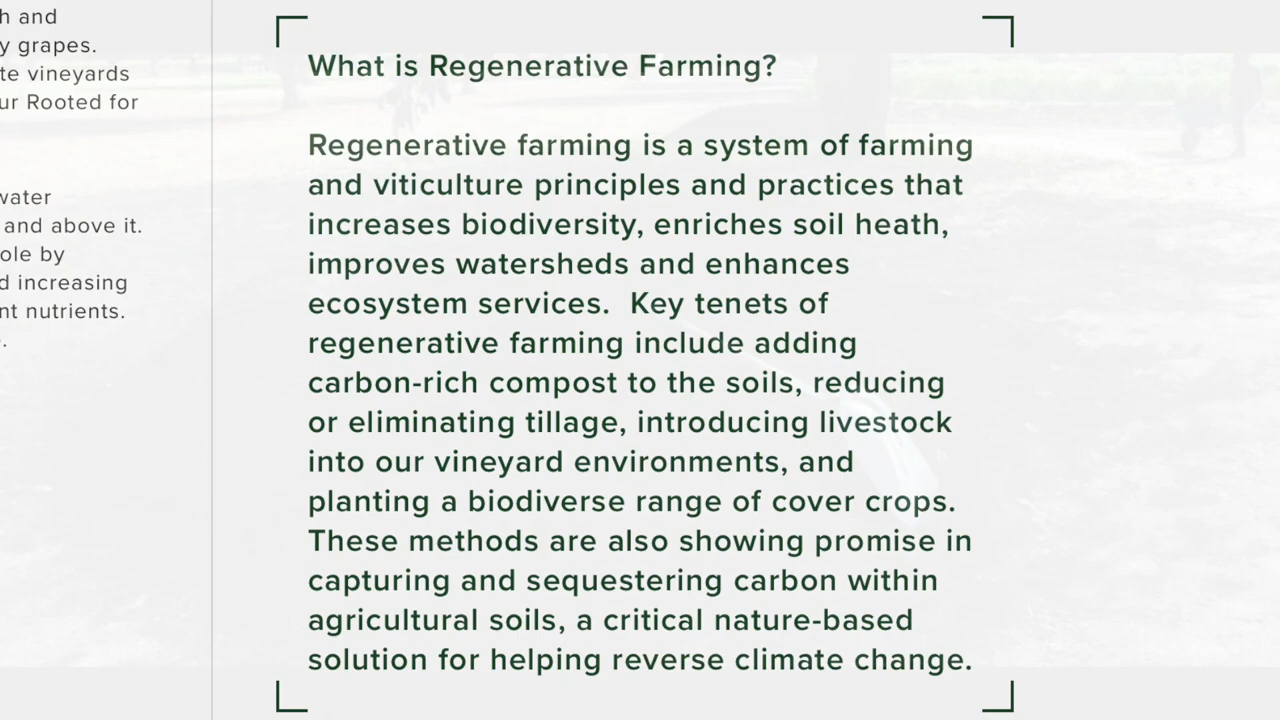 h and
y grapes.
te vineyards
ur Rooted for
water
and above it.
ole by
d increasing
nt nutrients.
What is Regenerative Farming?
Regenerative farming is a system of farming
and viticulture principles and practices that
increases biodiversity, enriches soil heath,
improves watersheds and enhances
ecosystem services.  Key tenets of
regenerative farming include adding
carbon-rich compost to the soils, reducing
or eliminating tillage, introducing livestock
into our vineyard environments, and
planting a biodiverse range of cover crops.
These methods are also showing promise in
capturing and sequestering carbon within
agricultural soils, a critical nature-based
solution for helping reverse climate change.